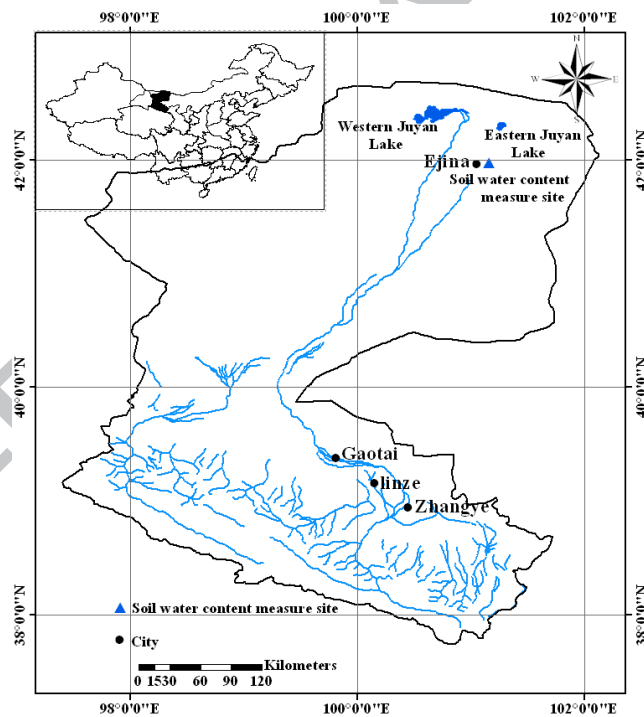 98°0'0"E 100°0'0"E 102°0'0"E
N
W E
S
Western Juyan
Lake
Eastern Juyan
Lake
42°0'0"N
42°0'0"N
Ejina
Soil water content
measure site
40°0'0"N
40°0'0"N
Gaotai
linze
Zhangye
38°0'0"N
38°0'0"N
Soil water content measure site
City
Kilometers
0 1530 60 90 120
98°0'0"E 100°0'0"E 102°0'0"E